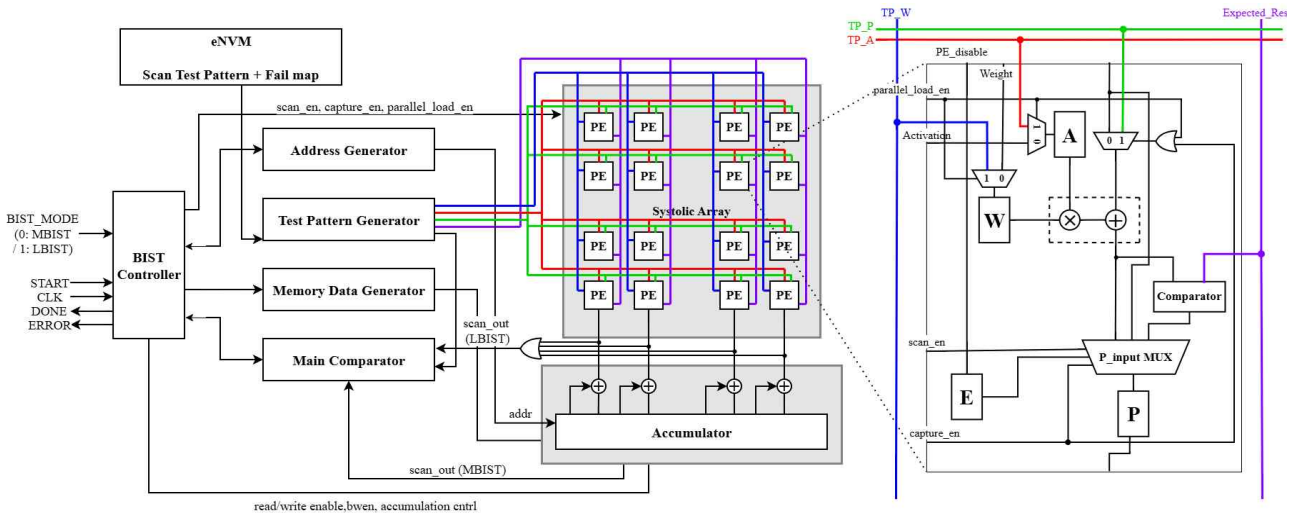 eNVM
Scan Test Pattern + Fail map
scan_en, capture_en, parallel_load_en
Address Generator
Test Pattern Generator
BIST_MODE
(0: MBIST
/ 1: LBIST)
BIST
Controller
START
CLK
DONE
ERROR
Memory Data Generator
Main Comparator
scan_out
(LBIST)
addr
scan_out (MBIST)
read/write enable,bwen, accumulation cntrl
PE PE PE PE
PE PE PE PE
Systolic Array
PE PE PE PE
PE PE PE PE
Accumulator
TP_W
Expected_Res
TP_P
TP_A
PE_disable
Weight
parallel_load_en
Activation
1
0
A
0 1
1 0
W
Comparator
scan_en
P_input MUX
E
P
capture_en